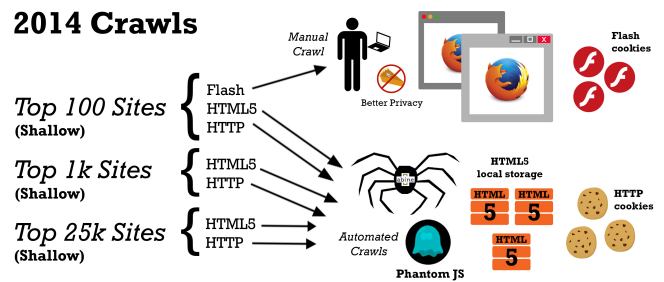 2014 Crawls
Manual
Crawl
Better Privacy
Flash
cookies
Top 100 Sites
(Shallow)
Flash
HTML5
HTTP
Top 1k Sites
(Shallow)
HTML5
HTTP
Top 25k Sites
(Shallow)
HTML5
HTTP
abine
Automated
Crawls
Phantom JS
HTML5
local storage
HTML
5
HTML
5
HTML
5
HTTP
cookies